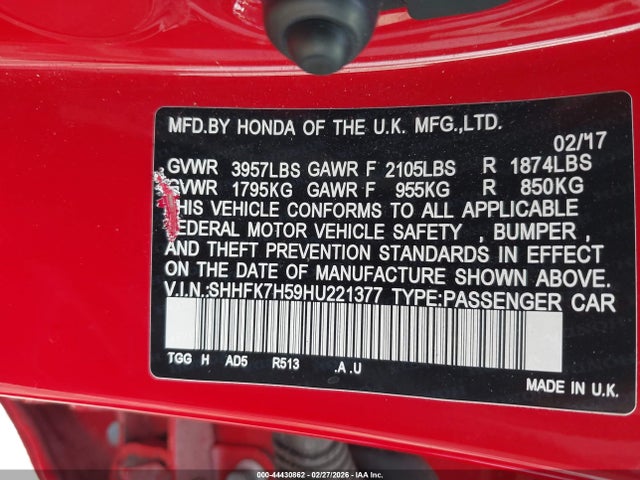 MFD.BY HONDA OF THE U.K. MFG.,LTD.
02/17
GVWR 3957LBS GAWR F 2105LBS R 1874LBS
GVWR 1795KG GAWR F 955KG R 850KG
THIS VEHICLE CONFORMS TO ALL APPLICABLE
FEDERAL MOTOR VEHICLE SAFETY , BUMPER ,
AND THEFT PREVENTION STANDARDS IN EFFECT
ON THE DATE OF MANUFACTURE SHOWN ABOVE.
V.I.N.:SHHFK7H59HU221377 TYPE:PASSENGER CAR
TGG H AD5 R513 .A .U
MADE IN U.K.
000-44430862 - 02/27/2026 - IAA Inc.